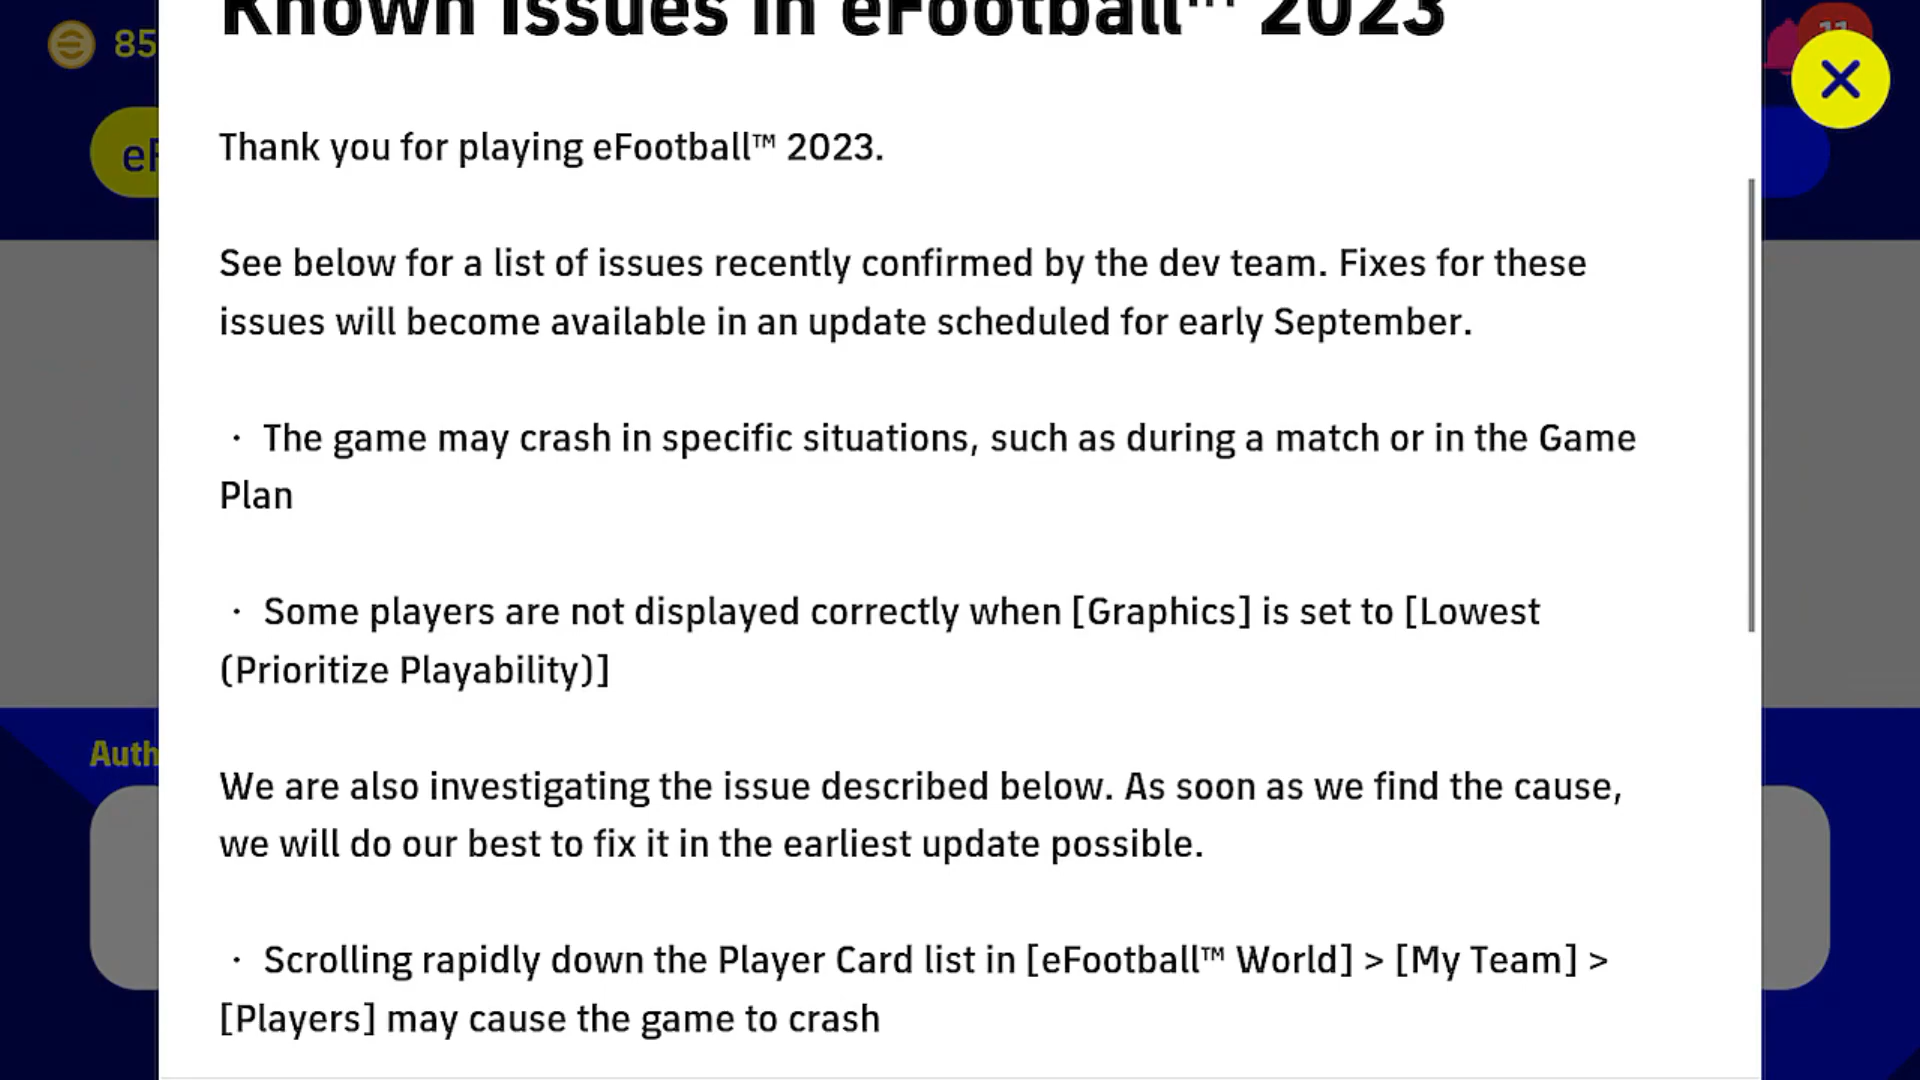 Known Issues in eFootball™ 2023
85
11
eF
Thank you for playing eFootball™ 2023.
See below for a list of issues recently confirmed by the dev team. Fixes for these
issues will become available in an update scheduled for early September.
· The game may crash in specific situations, such as during a match or in the Game
Plan
· Some players are not displayed correctly when [Graphics] is set to [Lowest
(Prioritize Playability)]
Auth
We are also investigating the issue described below. As soon as we find the cause,
we will do our best to fix it in the earliest update possible.
· Scrolling rapidly down the Player Card list in [eFootball™ World] > [My Team] >
[Players] may cause the game to crash